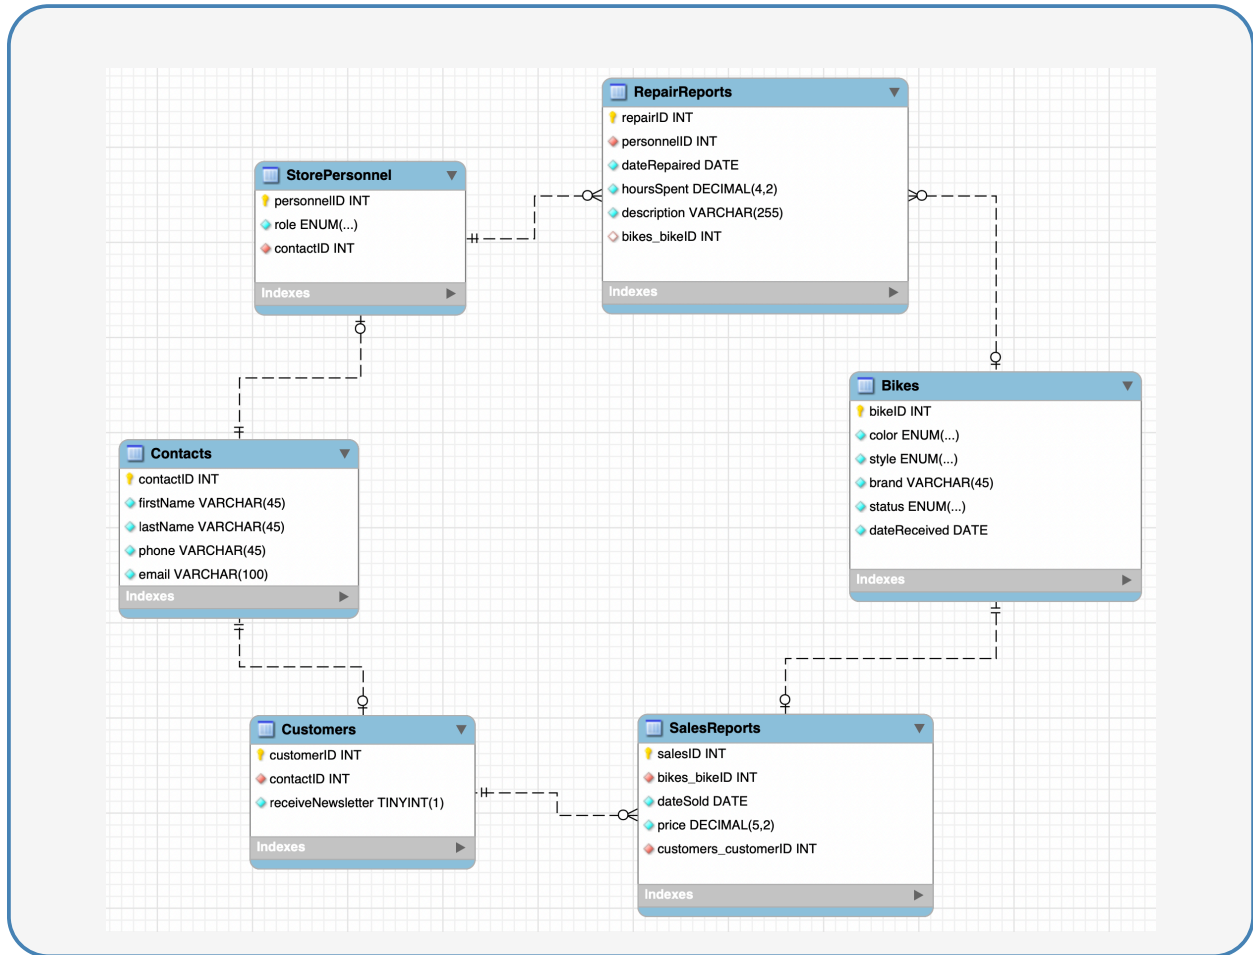 RepairReports
repairID INT
personnelID INT
dateRepaired DATE
hoursSpent DECIMAL(4,2)
description VARCHAR(255)
bikes_bikeID INT
Indexes
StorePersonnel
personnelID INT
role ENUM(...)
contactID INT
Indexes
Bikes
bikeID INT
color ENUM(...)
style ENUM(...)
brand VARCHAR(45)
status ENUM(...)
dateReceived DATE
Indexes
Contacts
contactID INT
firstName VARCHAR(45)
lastName VARCHAR(45)
phone VARCHAR(45)
email VARCHAR(100)
Indexes
Customers
customerID INT
contactID INT
receiveNewsletter TINYINT(1)
Indexes
SalesReports
salesID INT
bikes_bikeID INT
dateSold DATE
price DECIMAL(5,2)
customers_customerID INT
Indexes